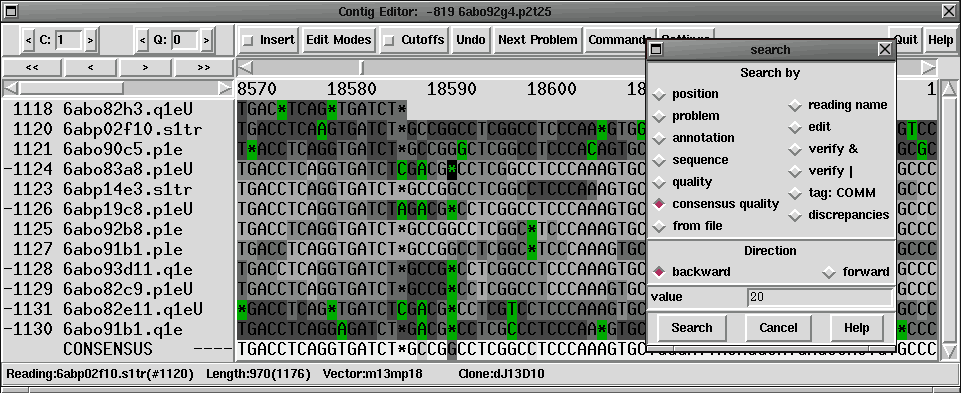 Contig Editor: -819 6abo92g4.p2t25
< C: 1 > < Q: 0 > Insert Edit Modes Cutoffs Undo Next Problem Commands Settings Quit Help
<< < > >>
8570 8580 8590 8600
1118 6abo82h3.q1eU TGAC*TCAG*TGATCT*
1120 6abp02f10.s1tr TGACCTCAAGTGATCT*GCCGGCCTCGGCCTCCCAA*GTGG GTCC
1121 6abo90c5.p1e *ACCTCAGGTGATCT*GCCGGGCTCGGCCTCCCACAGTGC GCGC
-1124 6abo83a8.p1eU TGACCTCAGGTGATCTCGACG*CCTCGGCCTCCCAAAGTGC GCCC
1123 6abp14e3.s1tr TGACCTCAGGTGATCT*GCCGGCCTCGGCCTCCCAAAGTGC GCCC
-1126 6abp19c8.p1eU TGACCTCAGGTGATCTAGACG*CCTCGGCCTCCCAAAGTGC GCCC
1125 6abo92b8.p1e TGACCTCAGGTGATCT*GCCGGCCTCGGC*TCCCAAAGTGC GCCC
1127 6abo91b1.p1e TGACCTCAGGTGATCT*GCCGGCCTCGGC*TCCCAAAGTGC GCCC
-1128 6abo93d11.q1e TGACCTCAGGTGATCT*GCCG*CCTCGGCCTCCCAAAGTGC GCCC
-1129 6abo82c9.p1eU TGACCTCAGGTGATCT*GCCG*CCTCGGCCTCCCAAAGTGC GCCC
-1131 6abo82e11.q1eU *GACCTCAG*TGATCTCGACG*CCTCGTCCTCCCAAAGTGC GCCC
-1130 6abo91b1.q1e TGACCTCAGGAGATCT*GACG*CCTCGCCCTCCCAA*GTGC *CCC
CONSENSUS ---- TGACCTCAGGTGATCT*GCCGGCCTCGGCCTCCCAAAGTGC GCCC
Reading:6abp02f10.s1tr(#1120) Length:970(1176) Vector:m13mp18 Clone:dJ13D10
search
Search by
position
problem
annotation
sequence
quality
consensus quality
from file
reading name
edit
verify &
verify |
tag: COMM
discrepancies
Direction
backward forward
value 20
Search Cancel Help